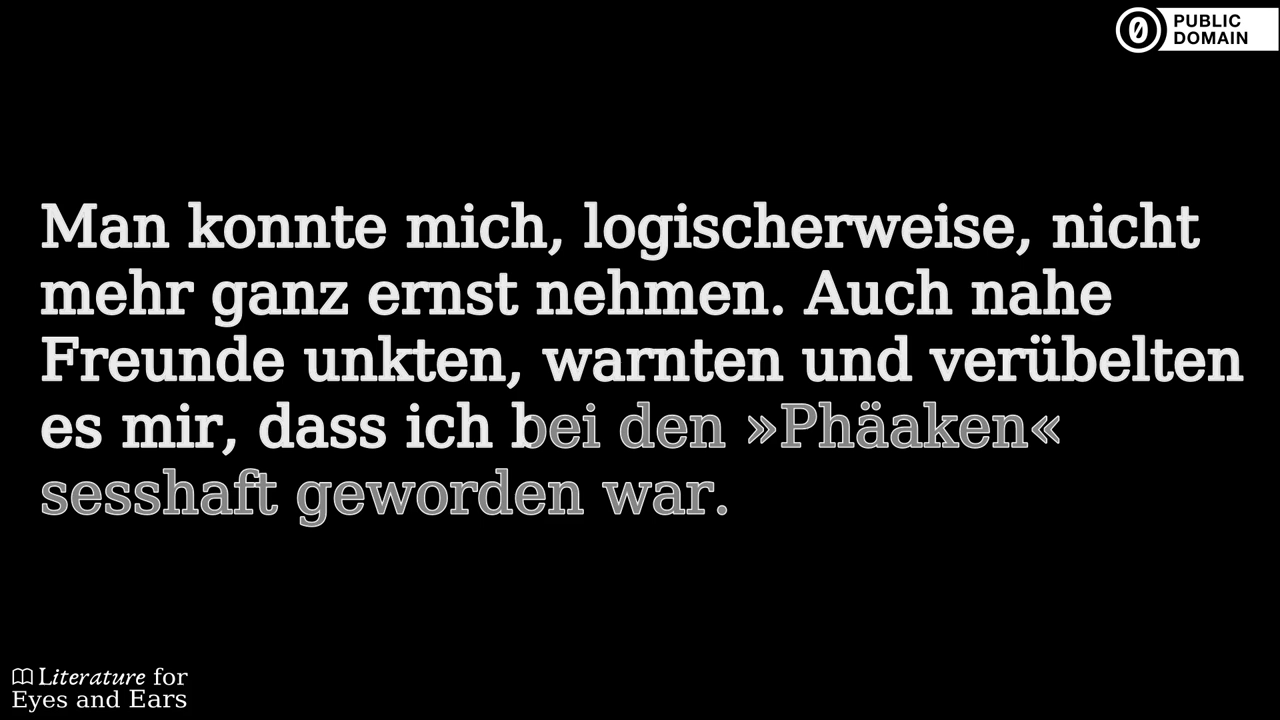 PUBLIC
DOMAIN
Man konnte mich, logischerweise, nicht
mehr ganz ernst nehmen. Auch nahe
Freunde unkten, warnten und verübelten
es mir, dass ich bei den »Phäaken«
sesshaft geworden war.
Literature for
Eyes and Ears